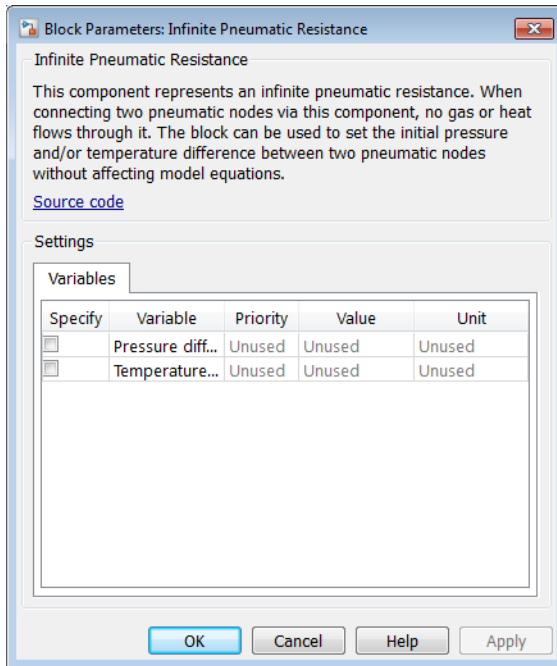 Block Parameters: Infinite Pneumatic Resistance
Infinite Pneumatic Resistance
This component represents an infinite pneumatic resistance. When
connecting two pneumatic nodes via this component, no gas or heat
flows through it. The block can be used to set the initial pressure
and/or temperature difference between two pneumatic nodes
without affecting model equations.
Source code
Settings
Variables
Specify Variable Priority Value Unit
Pressure diff... Unused Unused Unused
Temperature... Unused Unused Unused
OK Cancel Help Apply